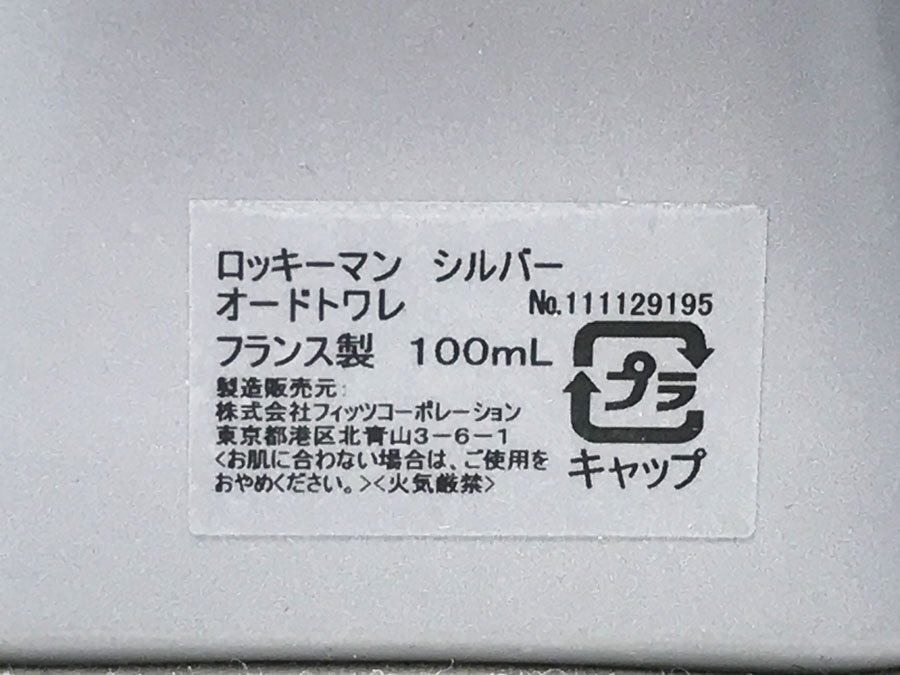 ロッキーマン シルバー
オードトワレ No.111129195
フランス製 100mL
製造販売元:
株式会社フィッツコーポレーション
東京都港区北青山3-6-1
<お肌に合わない場合は、ご使用を
おやめください。><火気厳禁>
プラ
キャップ